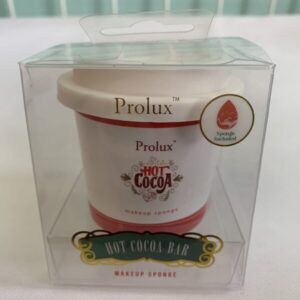 Prolux™
Sponge
Included
Prolux™
HOT
COCOA
makeup sponge
HOT COCOA BAR
MAKEUP SPONGE